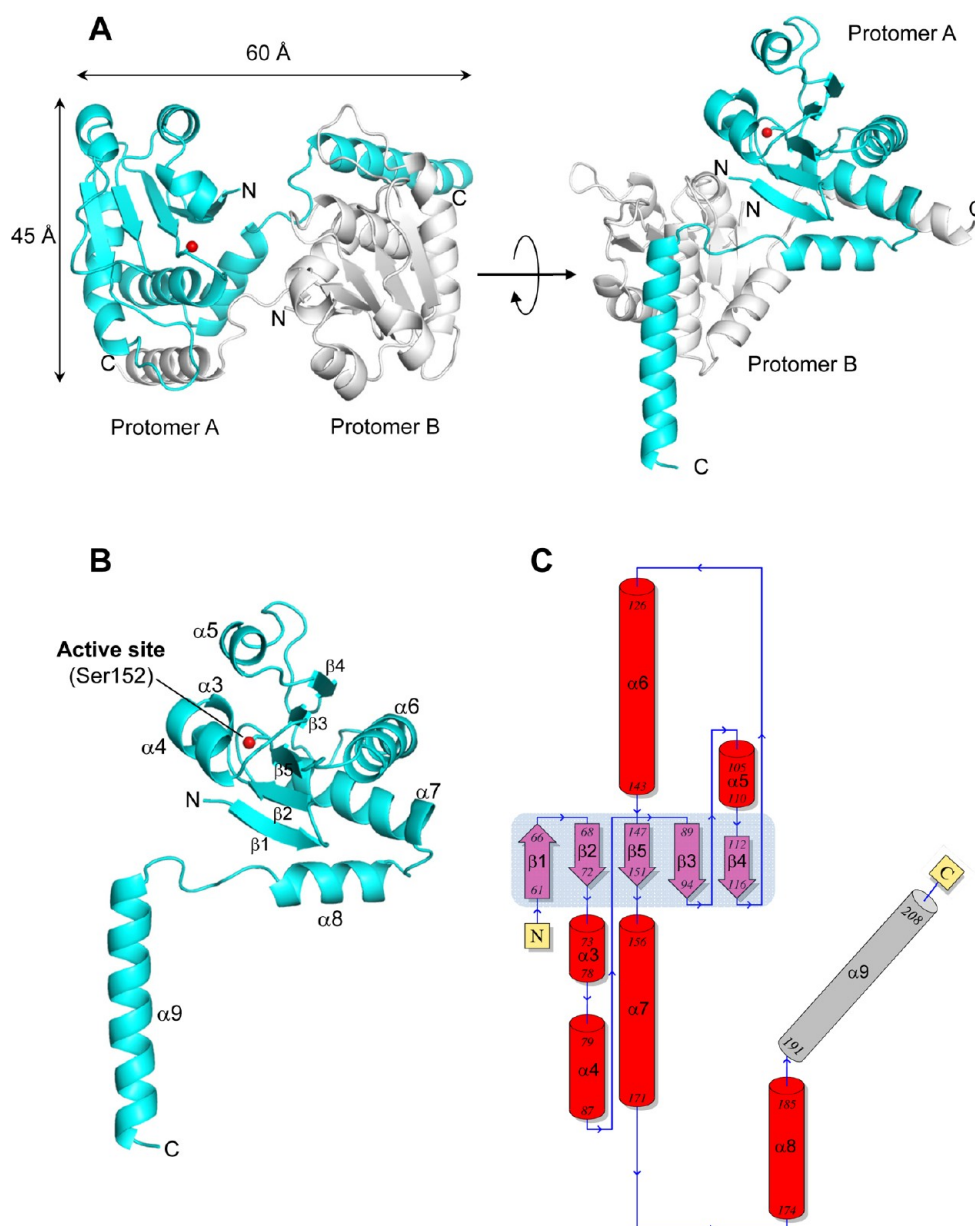 A
60 Å
45 Å
N
C
N
C
Protomer A
Protomer B
Protomer A
N
N
C
Protomer B
C
B
Active site
(Ser152)
α5
α3
α4
β4
β3
α6
β5
N
β2
α7
β1
α8
α9
C
C
126
α6
143
105
α5
110
66
β1
61
68
β2
72
147
β5
151
89
β3
94
112
β4
116
N
73
α3
78
79
α4
87
156
α7
171
C
208
α9
191
185
α8
174